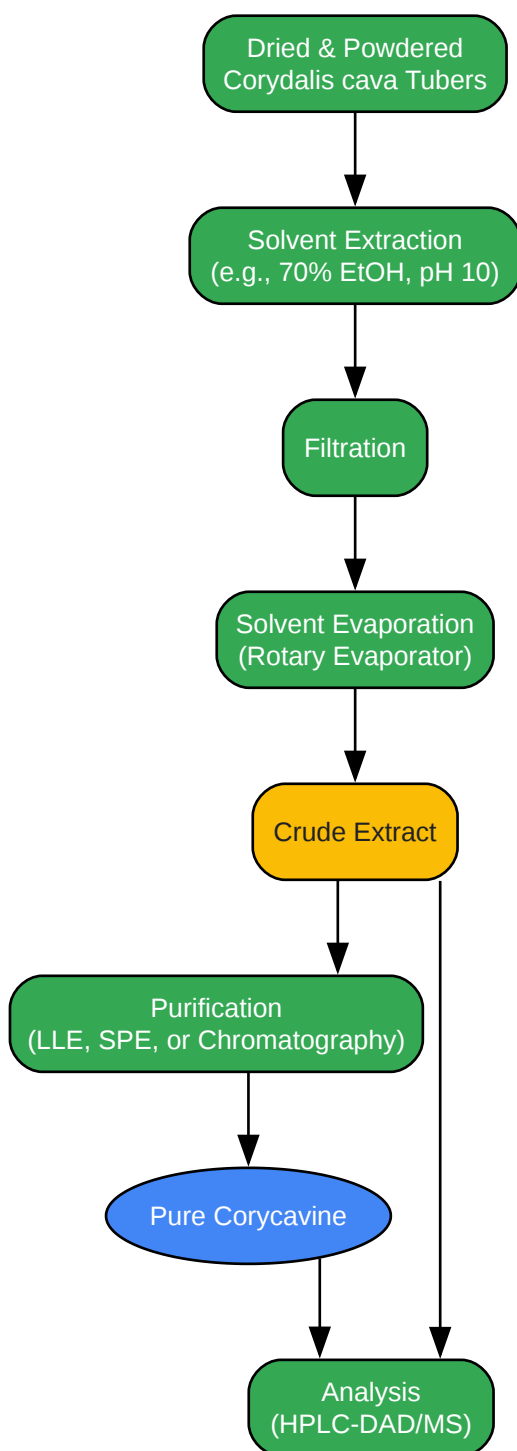 Dried & Powdered
Corydalis cava Tubers
Solvent Extraction
(e.g., 70% EtOH, pH 10)
Filtration
Solvent Evaporation
(Rotary Evaporator)
Crude Extract
Purification
(LLE, SPE, or Chromatography)
Pure Corycavine
Analysis
(HPLC-DAD/MS)